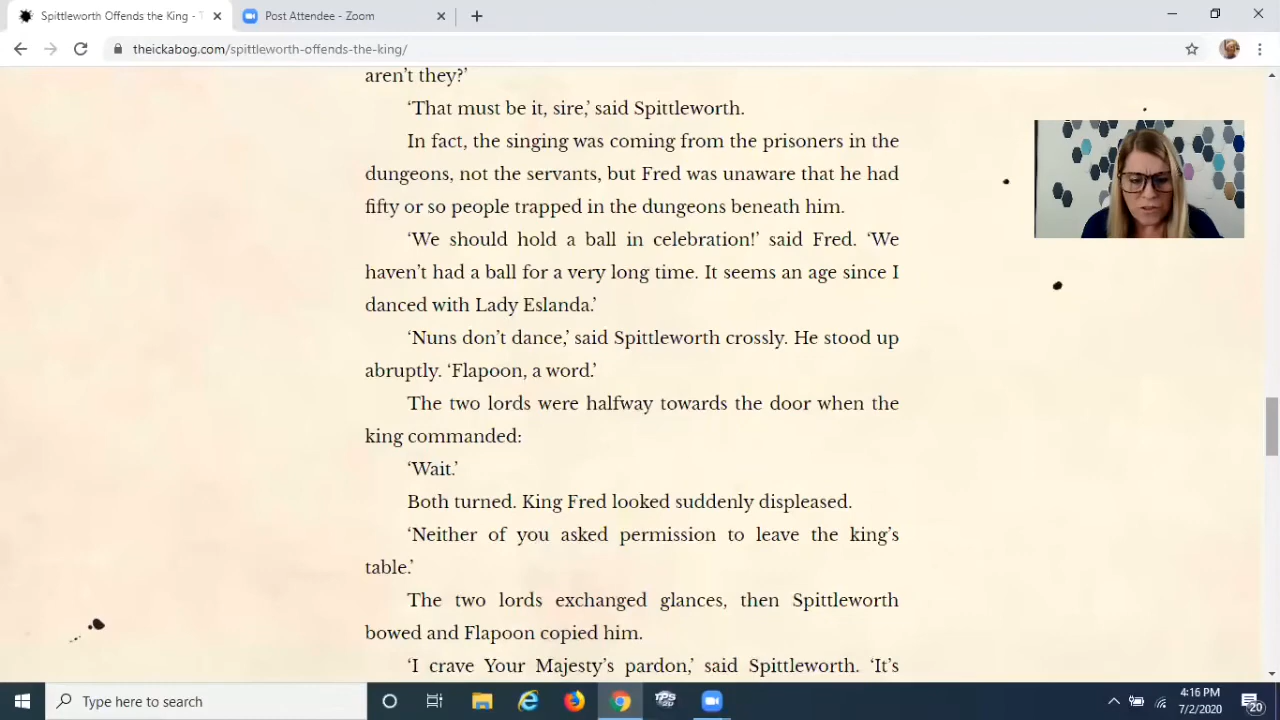 Spittleworth Offends the King - T
Post Attendee - Zoom
theickabog.com/spittleworth-offends-the-king/
aren't they?’
‘That must be it, sire,’ said Spittleworth.
In fact, the singing was coming from the prisoners in the
dungeons, not the servants, but Fred was unaware that he had
fifty or so people trapped in the dungeons beneath him.
‘We should hold a ball in celebration!’ said Fred. ‘We
haven’t had a ball for a very long time. It seems an age since I
danced with Lady Eslanda.’
‘Nuns don’t dance,’ said Spittleworth crossly. He stood up
abruptly. ‘Flapoon, a word.’
The two lords were halfway towards the door when the
king commanded:
‘Wait.’
Both turned. King Fred looked suddenly displeased.
‘Neither of you asked permission to leave the king’s
table.’
The two lords exchanged glances, then Spittleworth
bowed and Flapoon copied him.
‘I crave Your Majesty’s pardon,’ said Spittleworth. ‘It’s
Type here to search
TPS
4:16 PM
7/2/2020
20